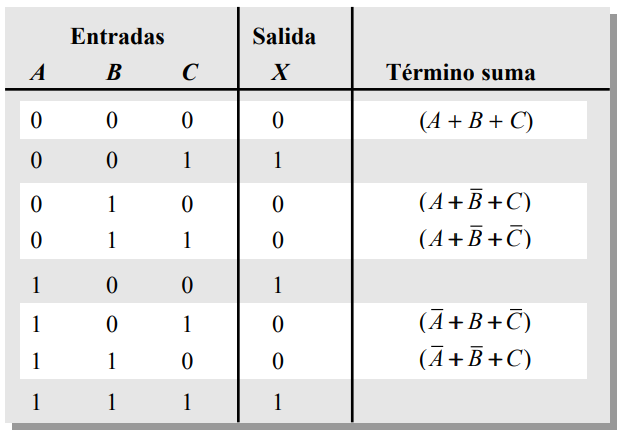 Entradas Salida
A B C X Término suma
0 0 0 0 (A + B + C)
0 0 1 1
0 1 0 0 (A + B̅ + C)
0 1 1 0 (A + B̅ + C̅)
1 0 0 1
1 0 1 0 (A̅ + B + C̅)
1 1 0 0 (A̅ + B̅ + C)
1 1 1 1